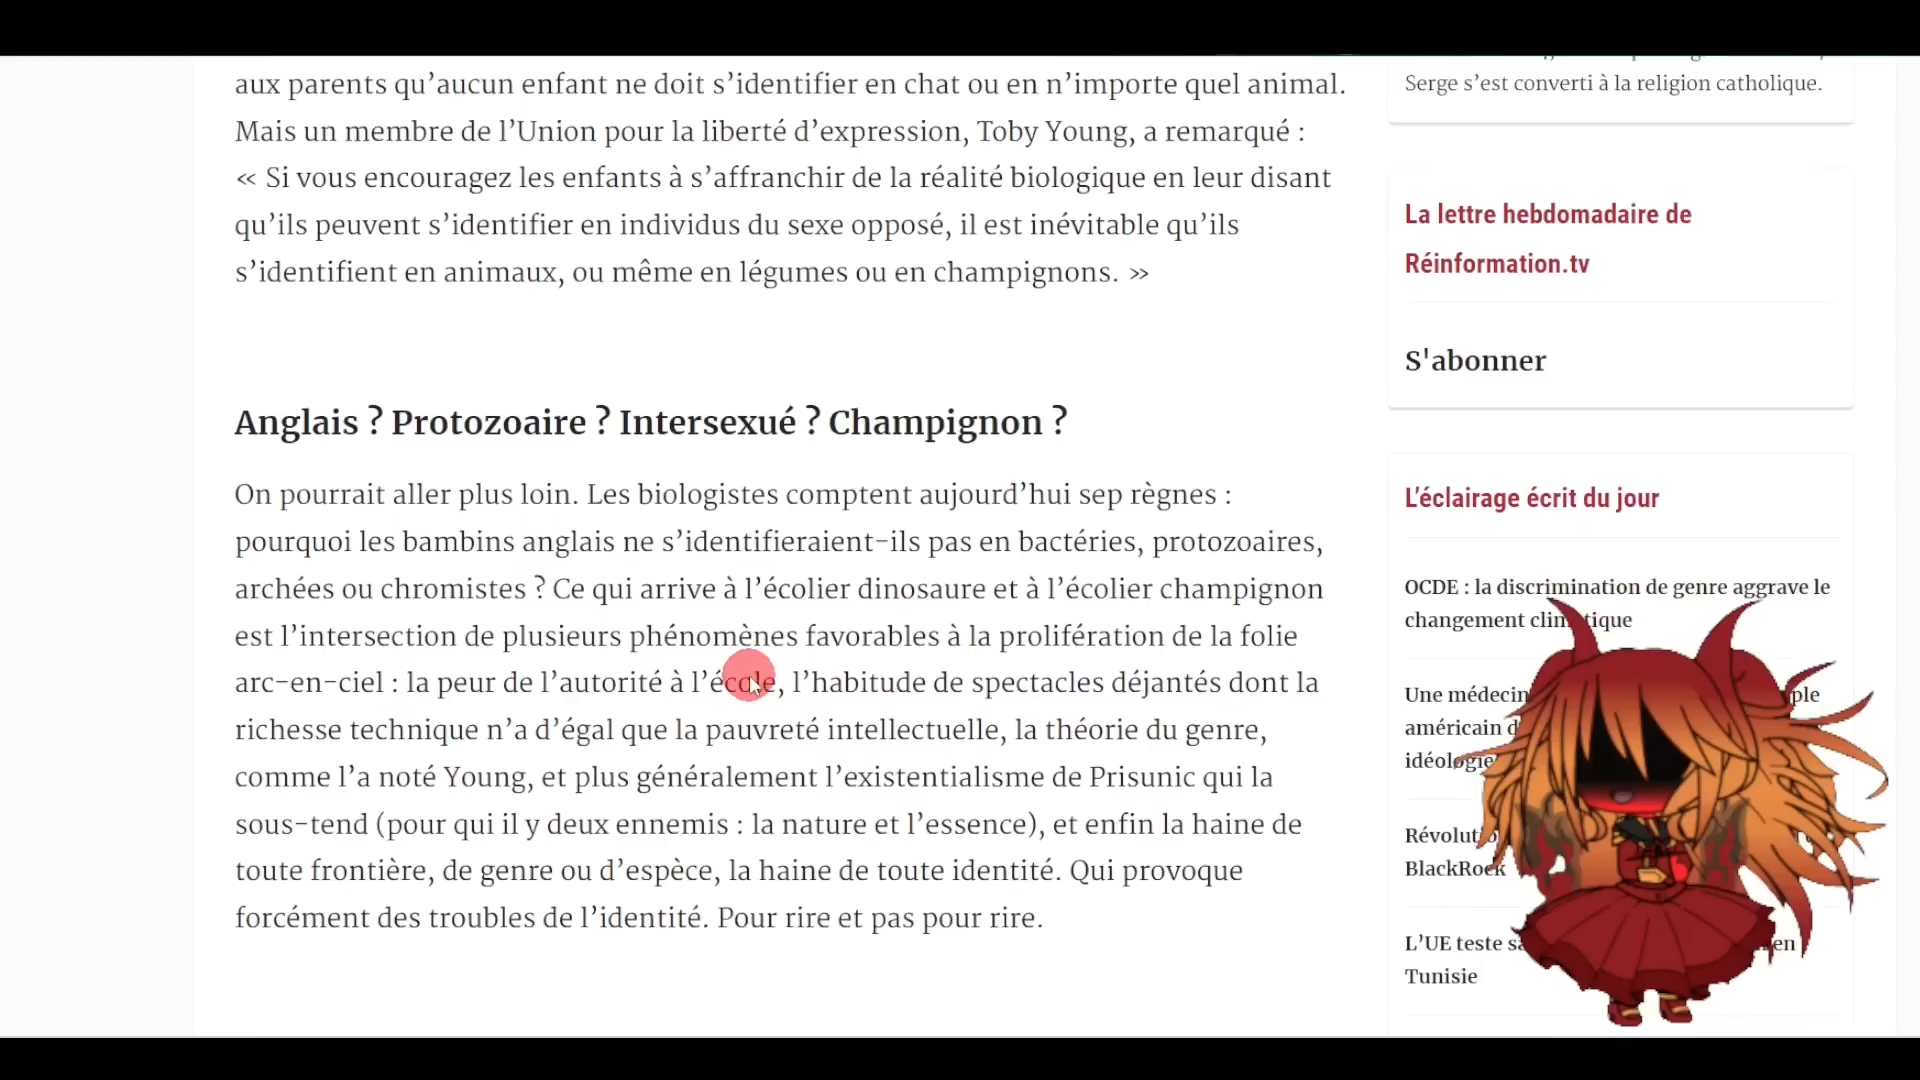 aux parents qu’aucun enfant ne doit s’identifier en chat ou en n’importe quel animal.
Mais un membre de l’Union pour la liberté d’expression, Toby Young, a remarqué :
« Si vous encouragez les enfants à s’affranchir de la réalité biologique en leur disant
qu’ils peuvent s’identifier en individus du sexe opposé, il est inévitable qu’ils
s’identifient en animaux, ou même en légumes ou en champignons. »
Anglais ? Protozoaire ? Intersexué ? Champignon ?
On pourrait aller plus loin. Les biologistes comptent aujourd’hui sep règnes :
pourquoi les bambins anglais ne s’identifieraient-ils pas en bactéries, protozoaires,
archées ou chromistes ? Ce qui arrive à l’écolier dinosaure et à l’écolier champignon
est l’intersection de plusieurs phénomènes favorables à la prolifération de la folie
arc-en-ciel : la peur de l’autorité à l’école, l’habitude de spectacles déjantés dont la
richesse technique n’a d’égal que la pauvreté intellectuelle, la théorie du genre,
comme l’a noté Young, et plus généralement l’existentialisme de Prisunic qui la
sous-tend (pour qui il y deux ennemis : la nature et l’essence), et enfin la haine de
toute frontière, de genre ou d’espèce, la haine de toute identité. Qui provoque
forcément des troubles de l’identité. Pour rire et pas pour rire.
Serge s’est converti à la religion catholique.
La lettre hebdomadaire de
Réinformation.tv
S'abonner
L’éclairage écrit du jour
OCDE : la discrimination de genre aggrave le
changement climatique
Une médecin
américain
idéologie
BlackRock
L’UE teste en
Tunisie